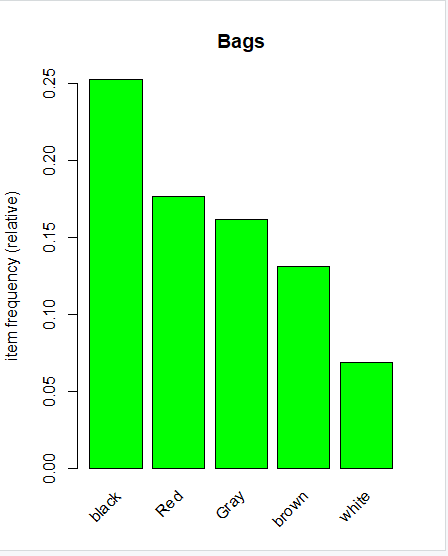 Bags
item frequency (relative)
0.25
0.20
0.15
0.10
0.05
0.00
black
Red
Gray
brown
white